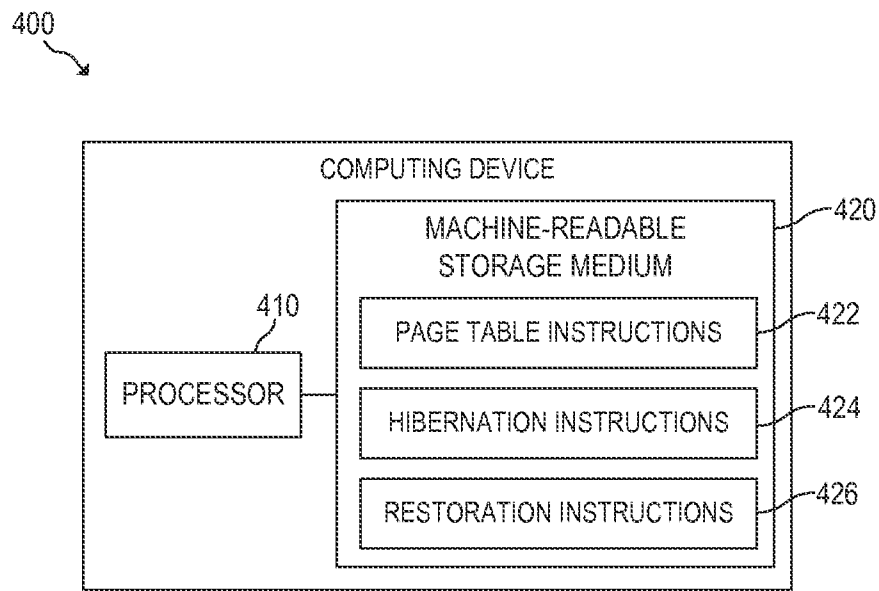 400
COMPUTING DEVICE
MACHINE-READABLE
STORAGE MEDIUM
420
410
PROCESSOR
PAGE TABLE INSTRUCTIONS
422
HIBERNATION INSTRUCTIONS
424
RESTORATION INSTRUCTIONS
426